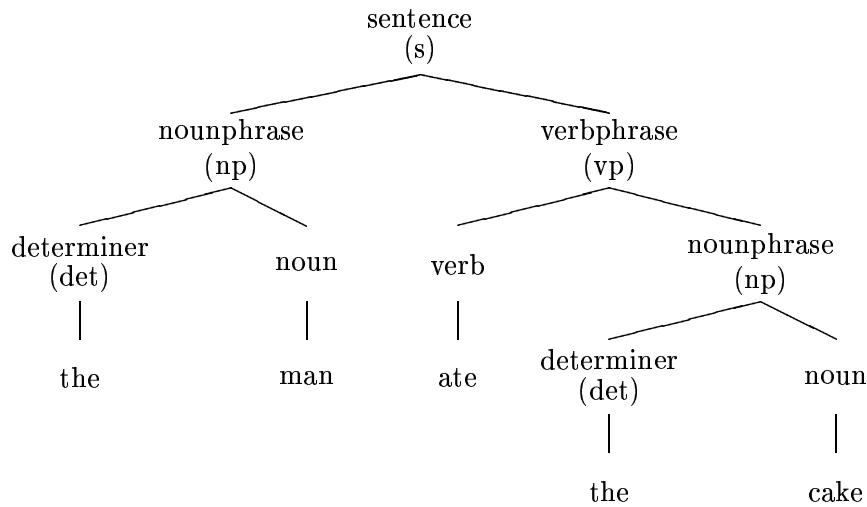 sentence
(s)
nounphrase
(np)
verbphrase
(vp)
determiner
(det)
noun
verb
nounphrase
(np)
the
man
ate
determiner
(det)
noun
the
cake